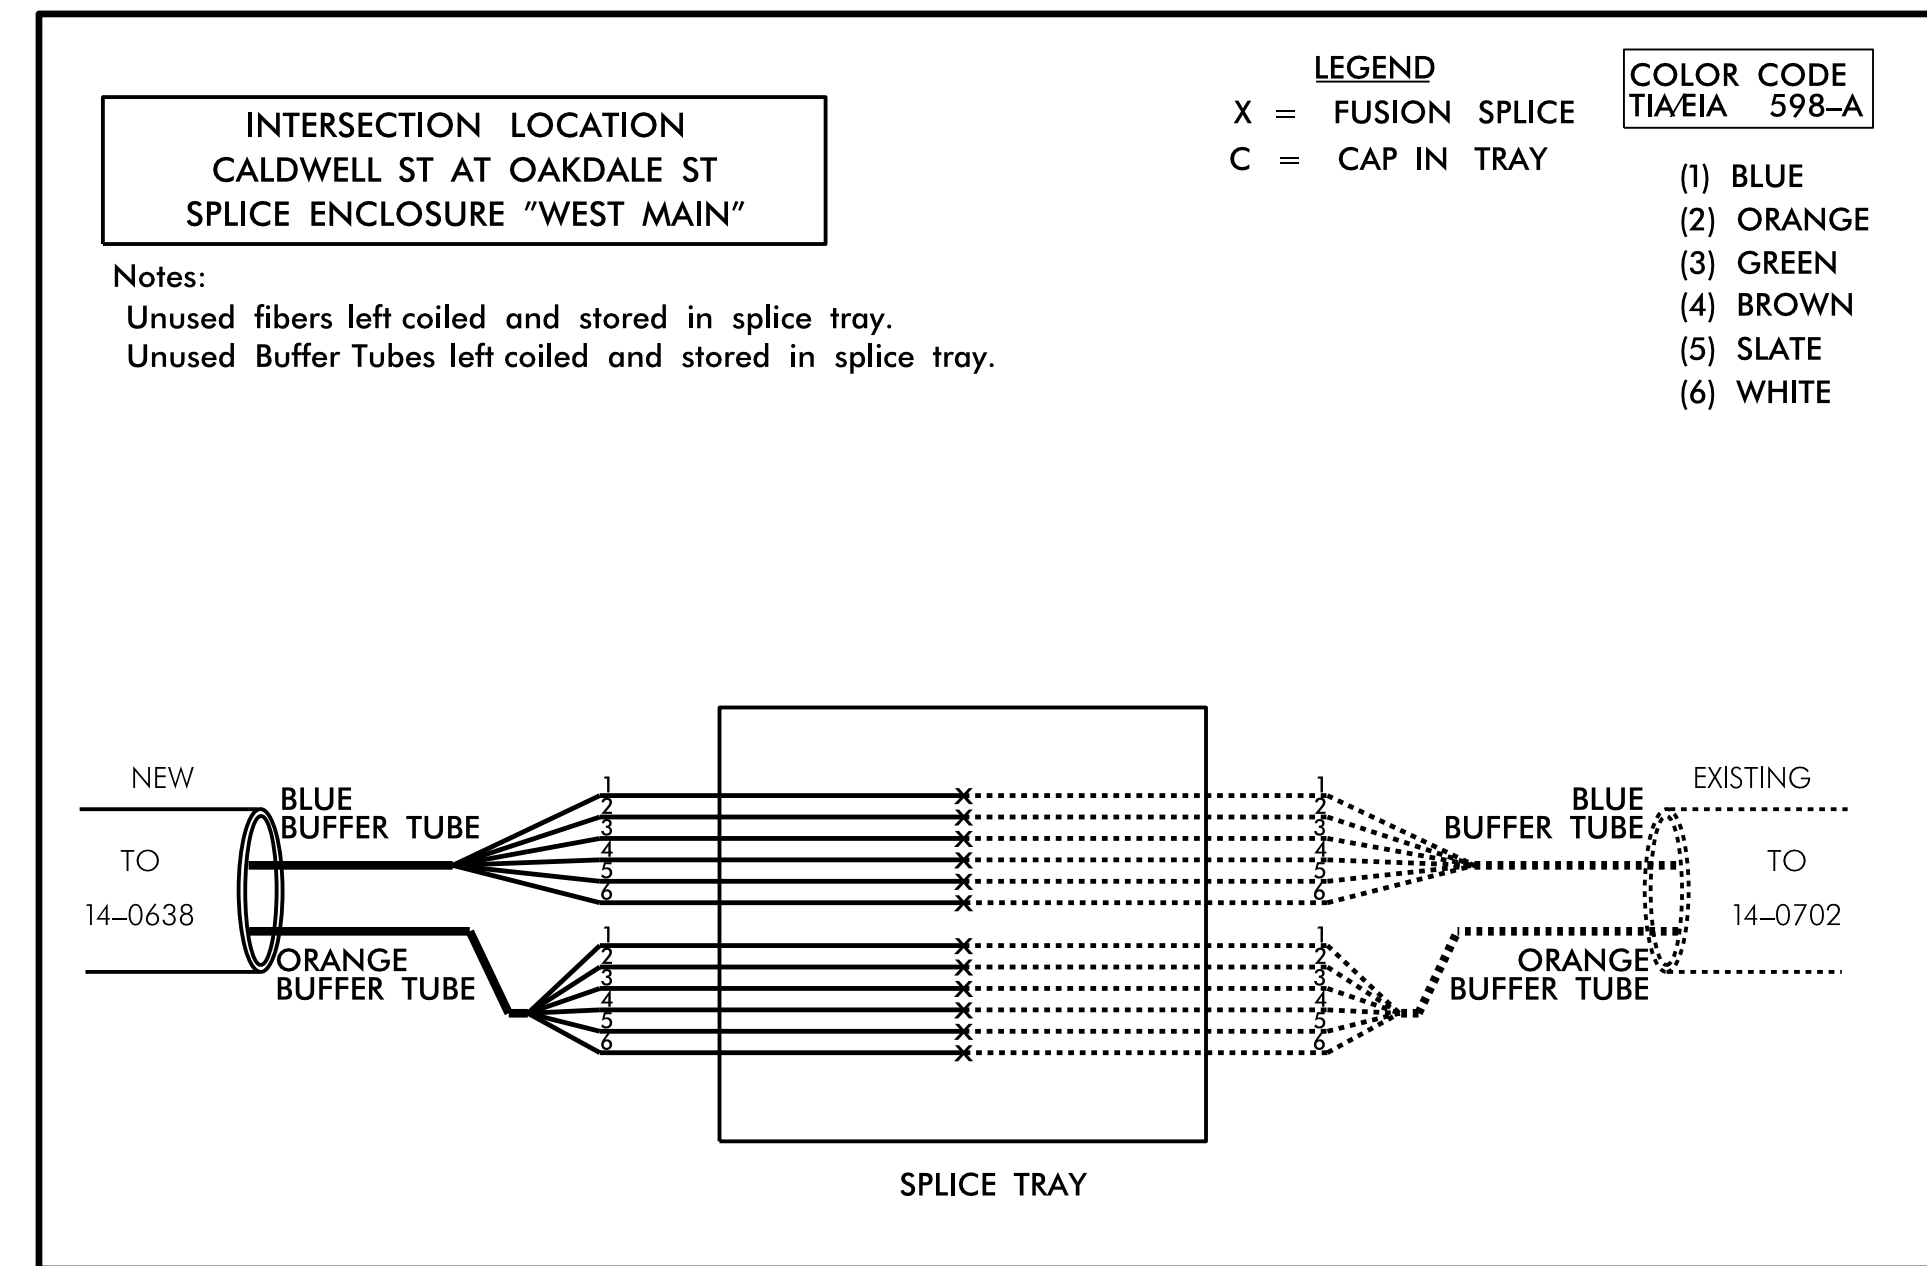 INTERSECTION LOCATION
CALDWELL ST AT OAKDALE ST
SPLICE ENCLOSURE "WEST MAIN"
Notes:
Unused fibers left coiled and stored in splice tray.
Unused Buffer Tubes left coiled and stored in splice tray.
LEGEND
X = FUSION SPLICE
C = CAP IN TRAY
COLOR CODE
TIA/EIA 598-A
(1) BLUE
(2) ORANGE
(3) GREEN
(4) BROWN
(5) SLATE
(6) WHITE
NEW
TO
14-0638
BLUE
BUFFER TUBE
ORANGE
BUFFER TUBE
1
2
3
4
5
6
1
2
3
4
5
6
X
X
X
X
X
X
X
X
X
X
X
X
1
2
3
4
5
6
1
2
3
4
5
6
BLUE
BUFFER TUBE
ORANGE
BUFFER TUBE
EXISTING
TO
14-0702
SPLICE TRAY